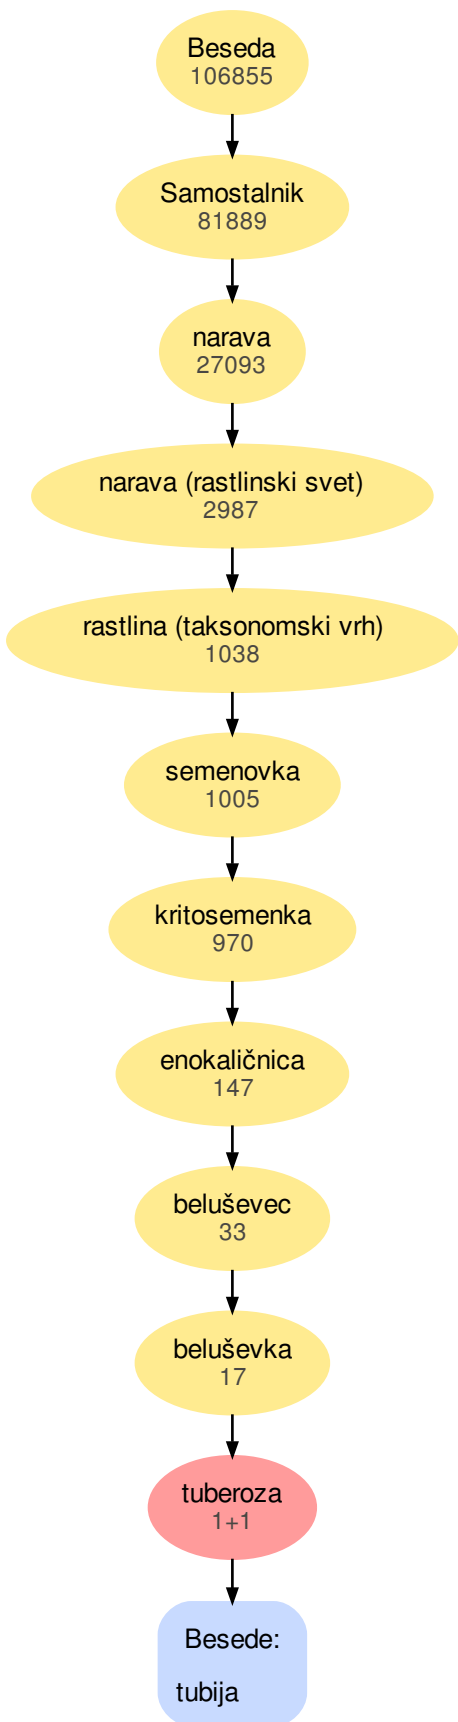 Beseda
106855
Samostalnik
81889
narava
27093
narava (rastlinski svet)
2987
rastlina (taksonomski vrh)
1038
semenovka
1005
kritosemenka
970
enokaličnica
147
beluševec
33
beluševka
17
tuberoza
1+1
Besede:
tubija